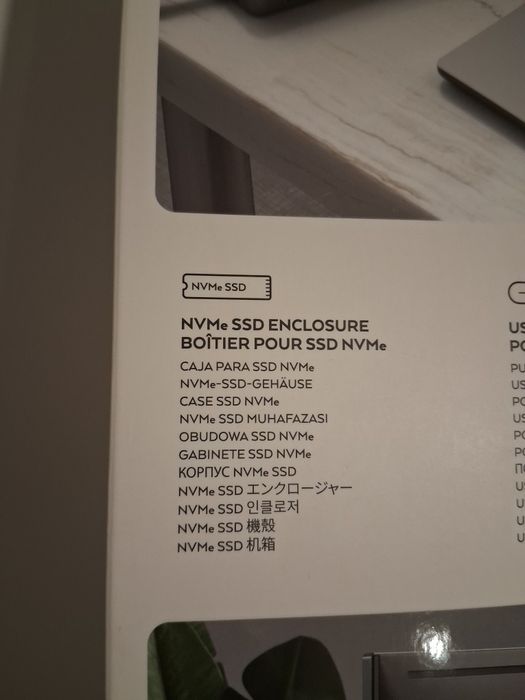 NVMe SSD
NVMe SSD ENCLOSURE
BOÎTIER POUR SSD NVMe
CAJA PARA SSD NVMe
NVMe-SSD-GEHÄUSE
CASE SSD NVMe
NVMe SSD MUHAFAZASI
OBUDOWA SSD NVMe
GABINETE SSD NVMe
КОРПУС NVMe SSD
NVMe SSD エンクロージャー
NVMe SSD 인클로저
NVMe SSD 機殼
NVMe SSD 机箱